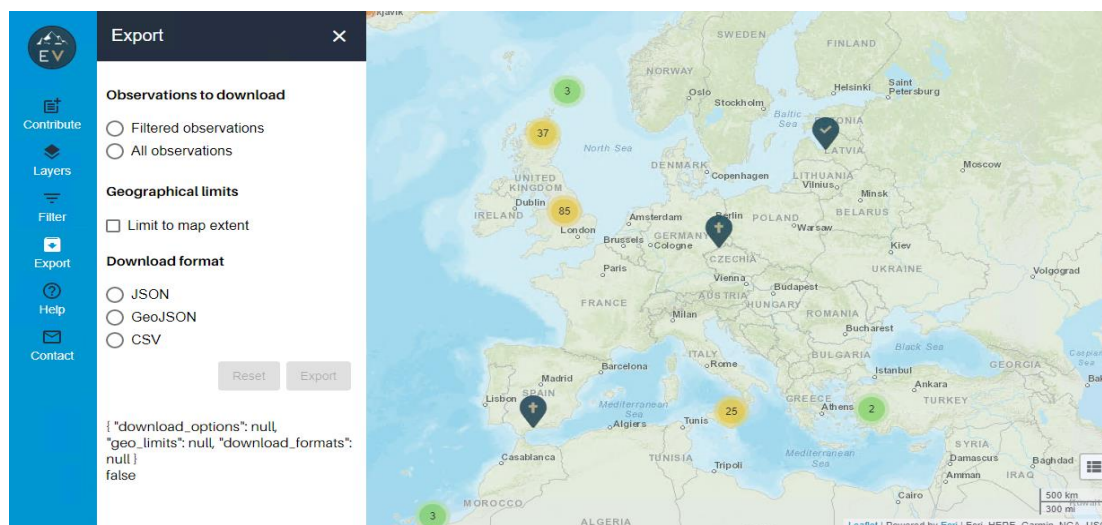 EV
Contribute
Layers
Filter
Export
Help
Contact
Export ×
Observations to download
Filtered observations
All observations
Geographical limits
Limit to map extent
Download format
JSON
GeoJSON
CSV
Reset Export
{ "download_options": null,
"geo_limits": null, "download_formats":
null }
false
SWEDEN
FINLAND
NORWAY
Oslo
Helsinki
Saint
Petersburg
Stockholm
3
Baltic
Sea
37
North Sea
LATVIA
DENMARK
Copenhagen
LITHUANIA
Vilnius
Moscow
UNITED
KINGDOM
Minsk
Dublin
IRELAND
85
Amsterdam
Berlin
POLAND
BELARUS
London
Warsaw
Brussels
GERMANY
Cologne
Kiev
CZECHIA
Paris
Vienna
UKRAINE
Volgograd
Budapest
AUSTRIA
HUNGARY
FRANCE
Milan
ROMANIA
Bucharest
Black Sea
ITALY
BULGARIA
GEORGIA
Barcelona
Rome
Istanbul
Madrid
Ankara
Lisbon
SPAIN
Mediterranean
Sea
25
GREECE
Athens
2
TURKEY
Algiers
Tunis
SYRIA
Casablanca
TUNISIA
Mediterranean
Sea
Damascus
Baghdad
Tripoli
Amman
IRAQ
Cairo
500 km
300 mi
MOROCCO
3
ALGERIA